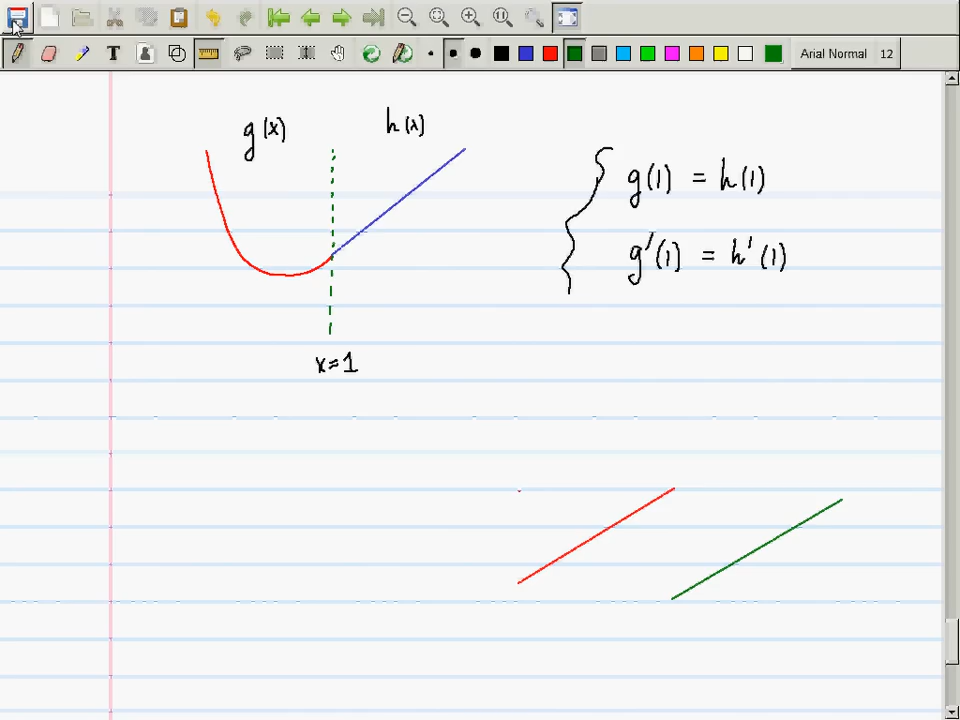 Arial Normal 12
g(x) h(x)
g(1) = h(1)
g'(1) = h'(1)
x=1